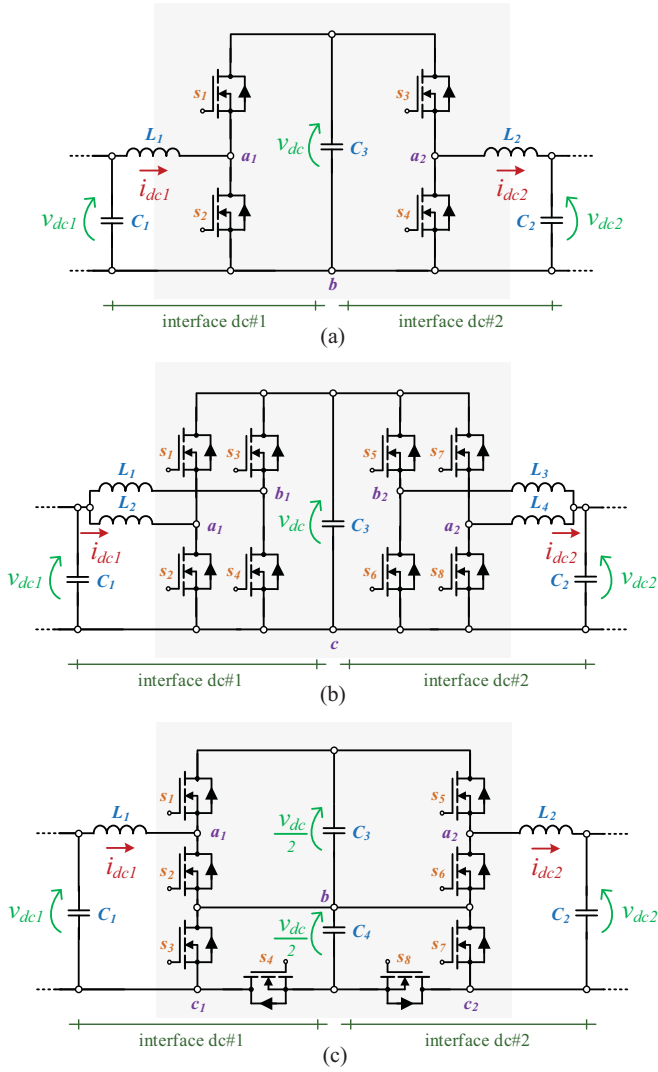 s1 s3
L1 a1 vdc C3 a2 L2
idc1 idc2
vdc1 C1 s2 s4 C2 vdc2
b
interface dc#1 interface dc#2
(a)
s1 s3 s5 s7
L1 b1 b2 L3
L2 a1 vdc C3 a2 L4
idc1 idc2
vdc1 C1 s2 s4 s6 s8 C2 vdc2
c
interface dc#1 interface dc#2
(b)
s1 s5
L1 a1 vdc/2 C3 a2 L2
idc1 s2 s6 idc2
b
vdc1 C1 s3 vdc/2 C4 s7 C2 vdc2
s4 s8
c1 c2
interface dc#1 interface dc#2
(c)